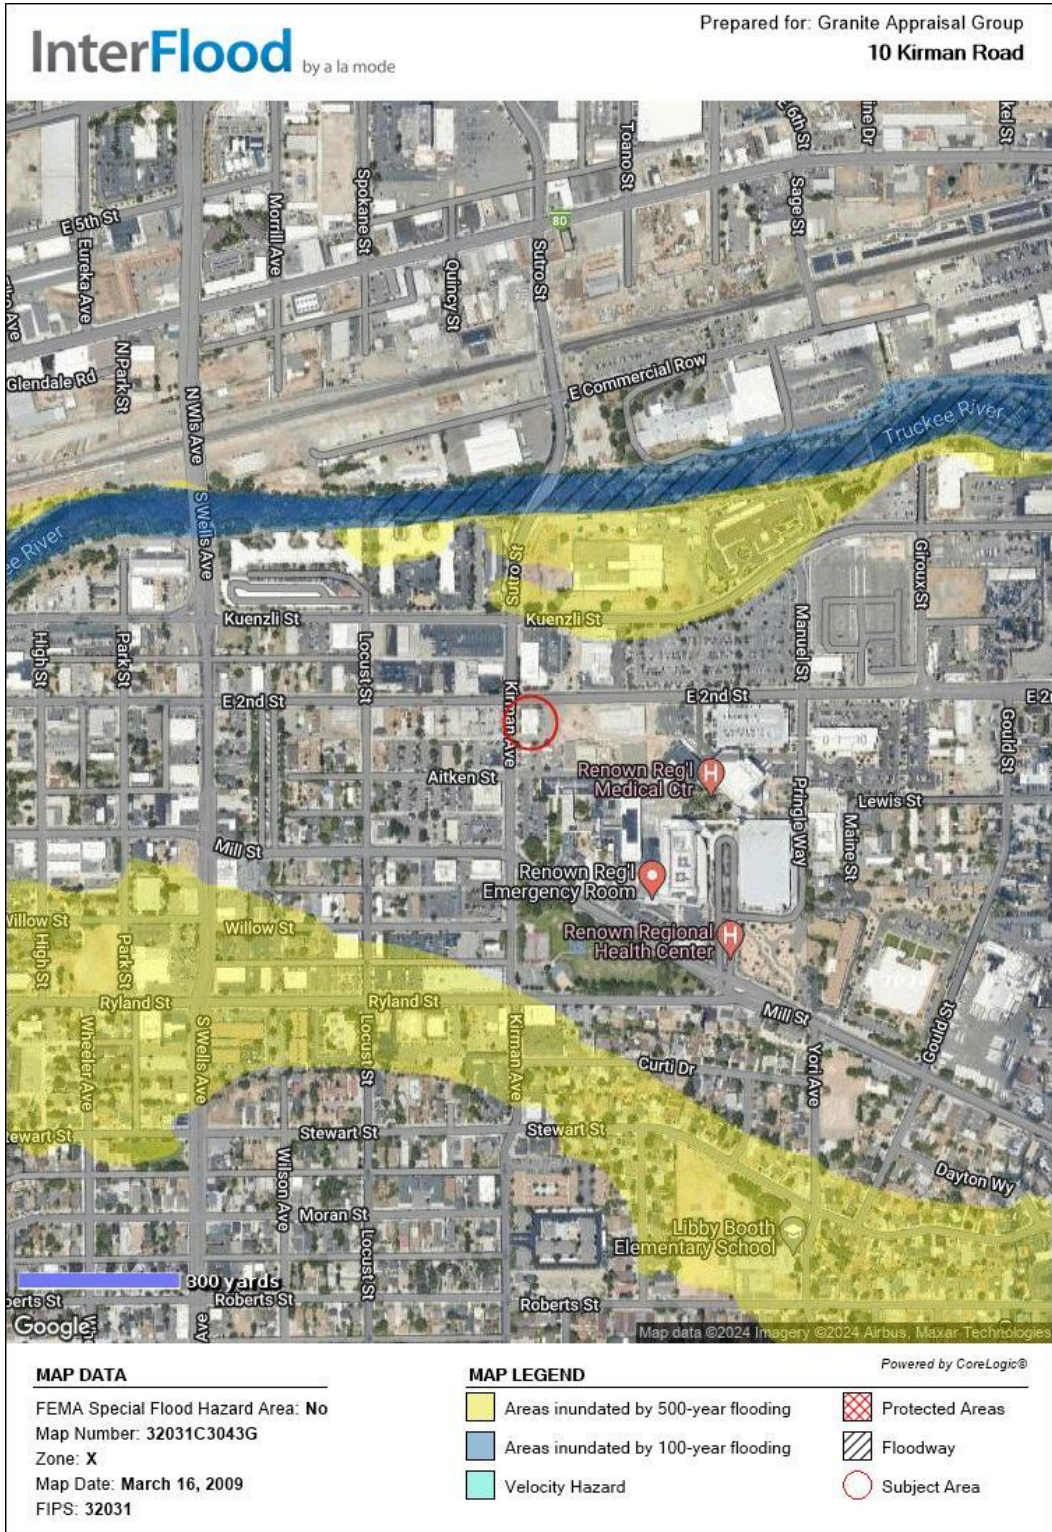 InterFlood by a la mode
Prepared for: Granite Appraisal Group
10 Kirman Road
E 6th St
Toano St
Spokane St
Morrill Ave
Sage St
E 5th St
Eureka Ave
80
Sutro St
Quincy St
N Park St
Glendale Rd
E Commercial Row
N Wls Ave
Truckee River
S Wells Ave
Sutro St
Giroux St
Kuenzli St
Kuenzli St
High St
Park St
Locust St
Manuel St
E 2nd St
E 2nd St
Kirman Ave
Gould St
Aitken St
Renown Reg'l
Medical Ctr
Pringle Way
Lewis St
Maine St
Mill St
Renown Reg'l
Emergency Room
Willow St
Willow St
High St
Park St
Renown Regional
Health Center
Ryland St
Ryland St
Mill St
Wheeler Ave
S Wells Ave
Locust St
Kirman Ave
Gould St
Curti Dr
Yori Ave
Stewart St
Stewart St
Wilson Ave
Dayton Wy
Moran St
Locust St
Libby Booth
Elementary School
800 yards
Roberts St
Roberts St
Ave
Google
Map data ©2024 Imagery ©2024 Airbus, Maxar Technologies
Powered by CoreLogic®
MAP DATA
FEMA Special Flood Hazard Area: No
Map Number: 32031C3043G
Zone: X
Map Date: March 16, 2009
FIPS: 32031
MAP LEGEND
Areas inundated by 500-year flooding
Areas inundated by 100-year flooding
Velocity Hazard
Protected Areas
Floodway
Subject Area